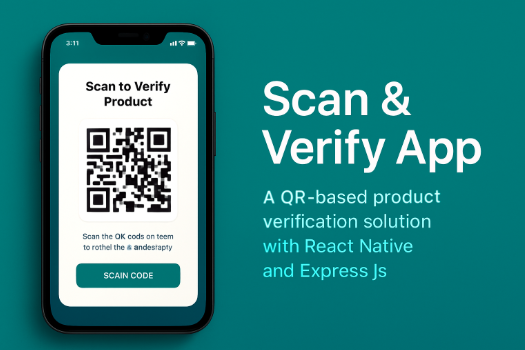 3:11
Scan to Verify
Product
Scan the QK cods on teem
to rothel the & andestapty
SCAIN CODE
Scan &
Verify App
A QR-based product
verification solution
with React Native
and Express Js